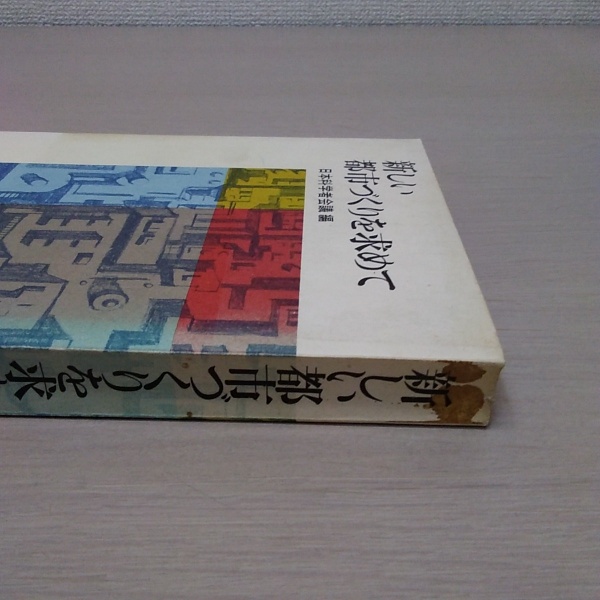 新しい
都市づくりを求めて
日本科学者会議 編
新しい都市づくりを求